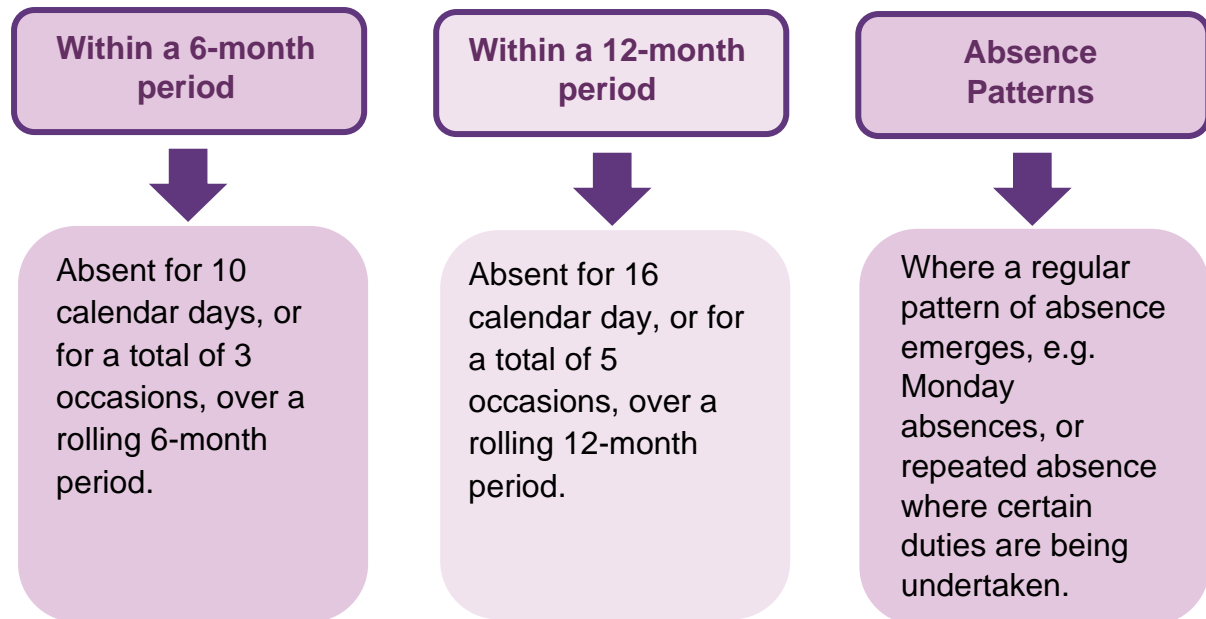 Within a 6-month
period
Absent for 10
calendar days, or
for a total of 3
occasions, over a
rolling 6-month
period.
Within a 12-month
period
Absent for 16
calendar day, or for
a total of 5
occasions, over a
rolling 12-month
period.
Absence
Patterns
Where a regular
pattern of absence
emerges, e.g.
Monday
absences, or
repeated absence
where certain
duties are being
undertaken.